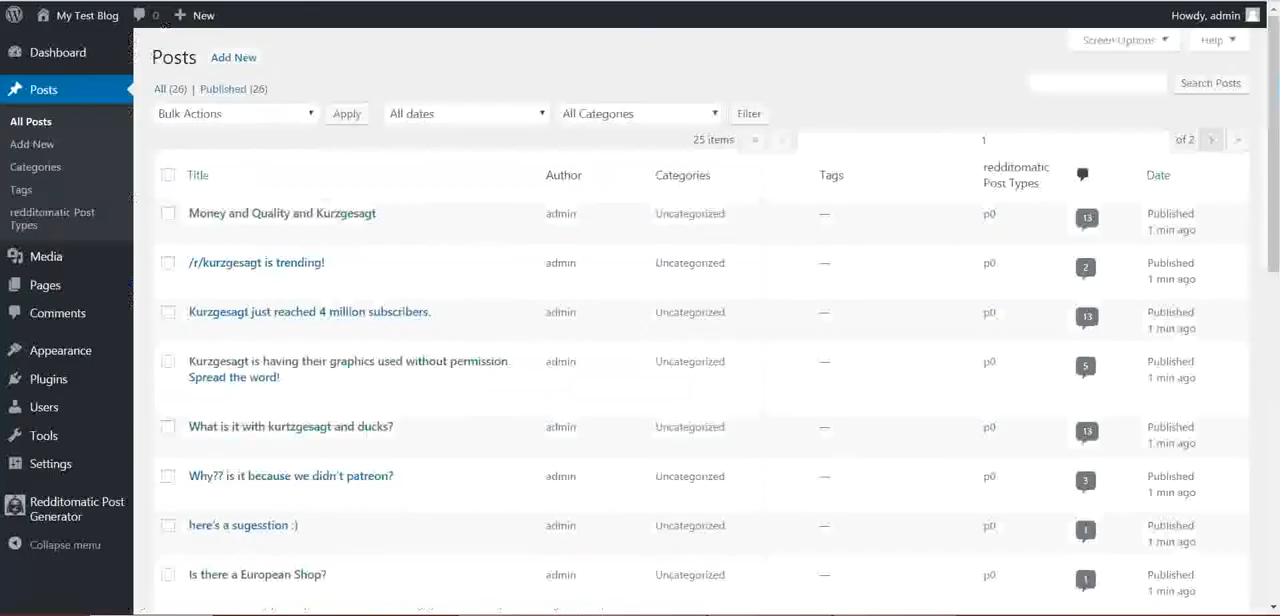 My Test Blog 0 New Howdy, admin
Dashboard
Posts
All Posts
Add New
Categories
Tags
redditomatic Post
Types
Media
Pages
Comments
Appearance
Plugins
Users
Tools
Settings
Redditomatic Post
Generator
Collapse menu
Screen Options Help
Posts Add New
All (26) | Published (26)
Search Posts
Bulk Actions Apply All dates All Categories Filter
25 items « 1 of 2 › »
Title Author Categories Tags redditomatic Post Types Date
Money and Quality and Kurzgesagt admin Uncategorized — p0 13 Published
1 min ago
/r/kurzgesagt is trending! admin Uncategorized — p0 2 Published
1 min ago
Kurzgesagt just reached 4 million subscribers. admin Uncategorized — p0 13 Published
1 min ago
Kurzgesagt is having their graphics used without permission. admin Uncategorized — p0 5 Published
Spread the word! 1 min ago
What is it with kurtzgesagt and ducks? admin Uncategorized — p0 13 Published
1 min ago
Why?? is it because we didn't patreon? admin Uncategorized — p0 3 Published
1 min ago
here's a sugesstion :) admin Uncategorized — p0 1 Published
1 min ago
Is there a European Shop? admin Uncategorized — p0 1 Published
1 min ago